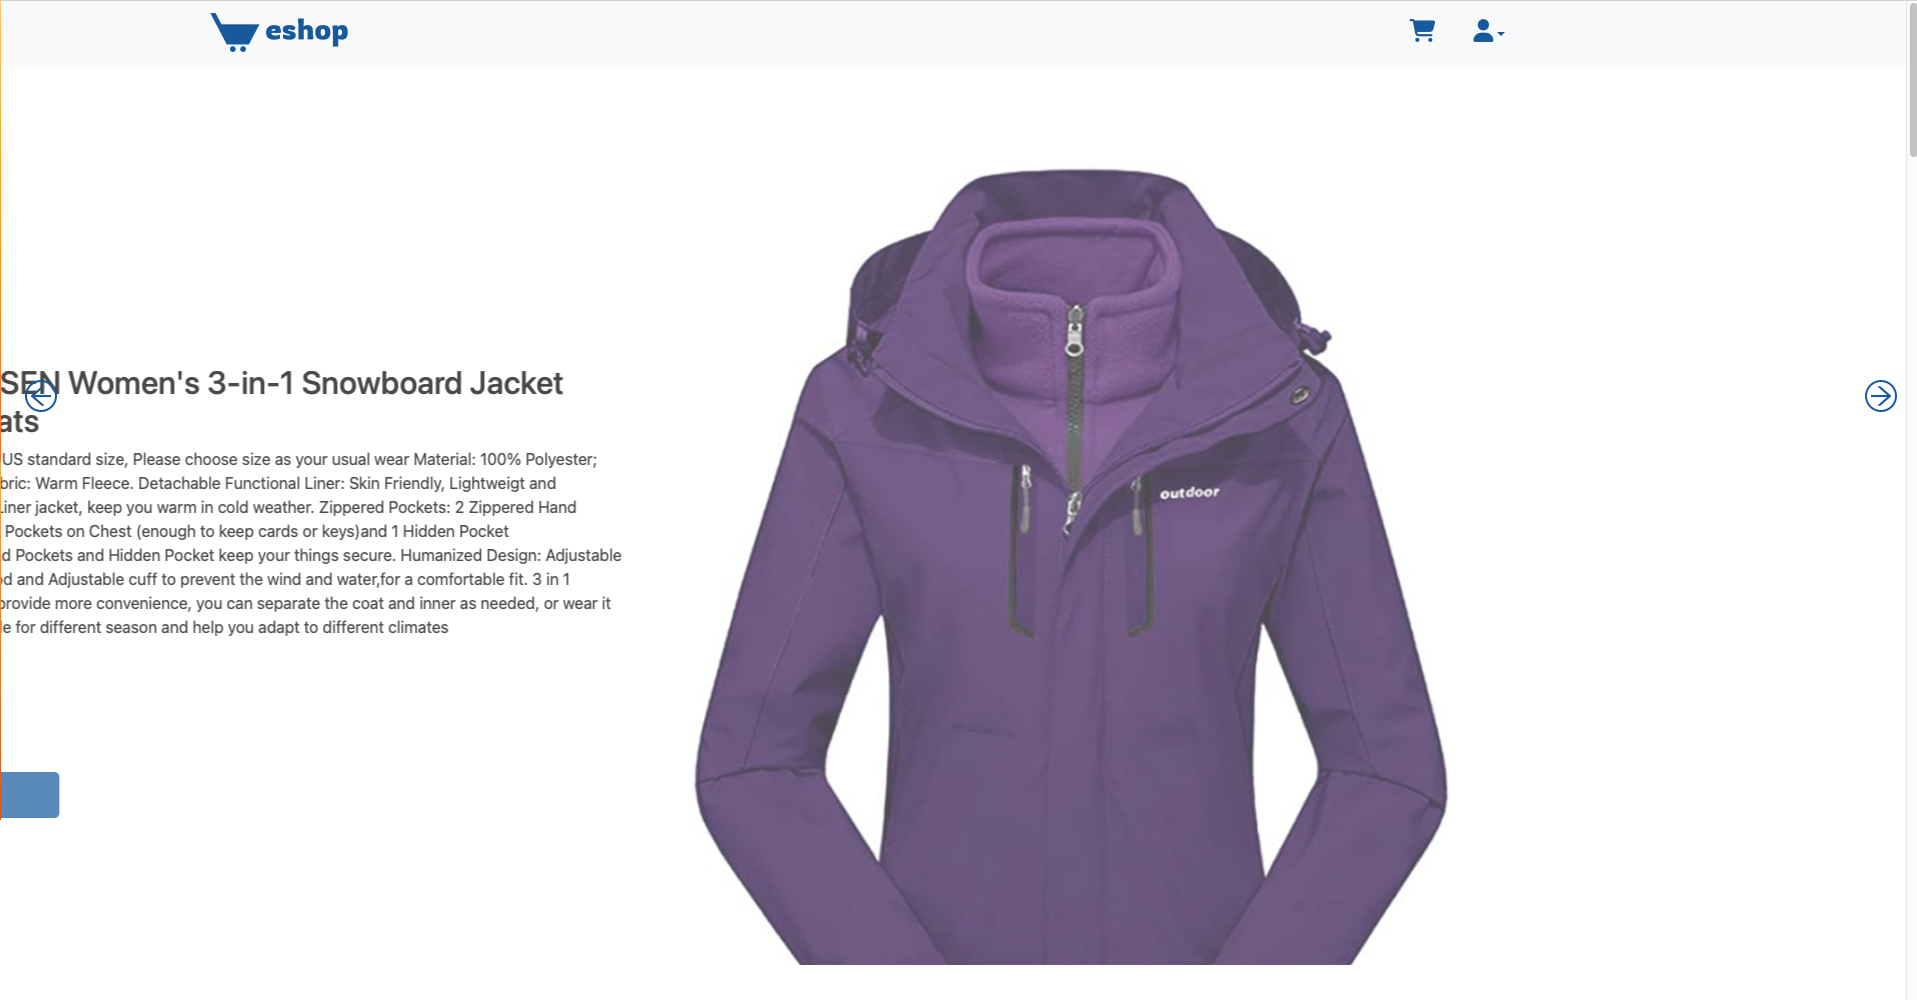 eshop
SEN Women's 3-in-1 Snowboard Jacket
ats
US standard size, Please choose size as your usual wear Material: 100% Polyester;
bric: Warm Fleece. Detachable Functional Liner: Skin Friendly, Lightweigt and
Liner jacket, keep you warm in cold weather. Zippered Pockets: 2 Zippered Hand
Pockets on Chest (enough to keep cards or keys)and 1 Hidden Pocket
d Pockets and Hidden Pocket keep your things secure. Humanized Design: Adjustable
d and Adjustable cuff to prevent the wind and water,for a comfortable fit. 3 in 1
provide more convenience, you can separate the coat and inner as needed, or wear it
le for different season and help you adapt to different climates
outdoor